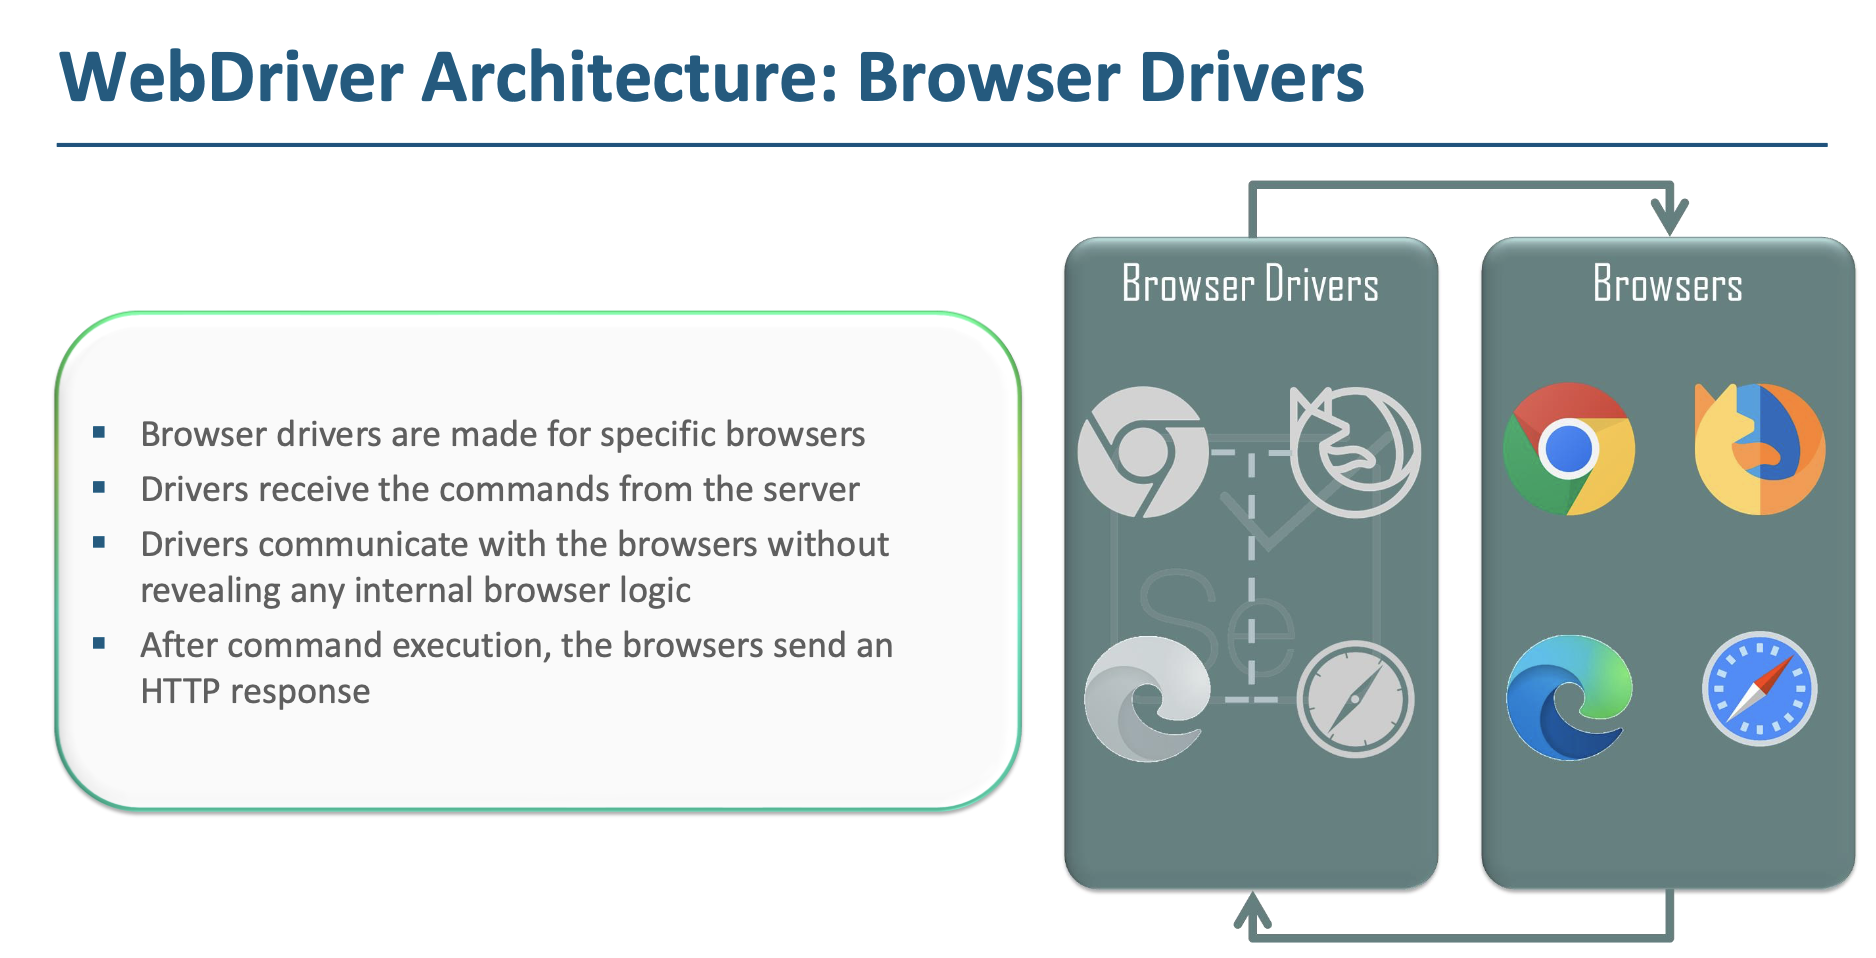 WebDriver Architecture: Browser Drivers
Browser Drivers
Browsers
▪ Browser drivers are made for specific browsers
▪ Drivers receive the commands from the server
▪ Drivers communicate with the browsers without
revealing any internal browser logic
▪ After command execution, the browsers send an
HTTP response
Se